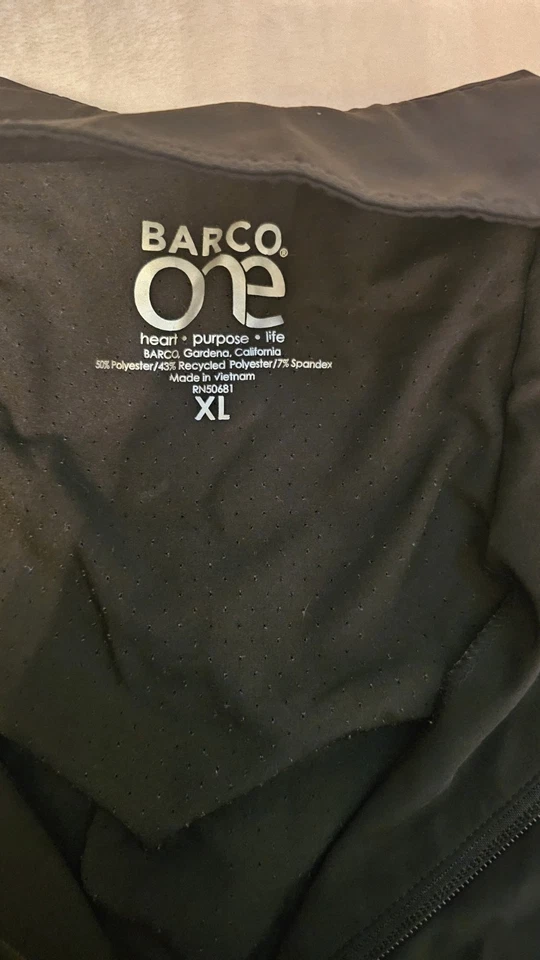 BARCO®
one
heart • purpose • life
BARCO, Gardena, California
50% Polyester/43% Recycled Polyester/7% Spandex
Made in Vietnam
RN50681
XL